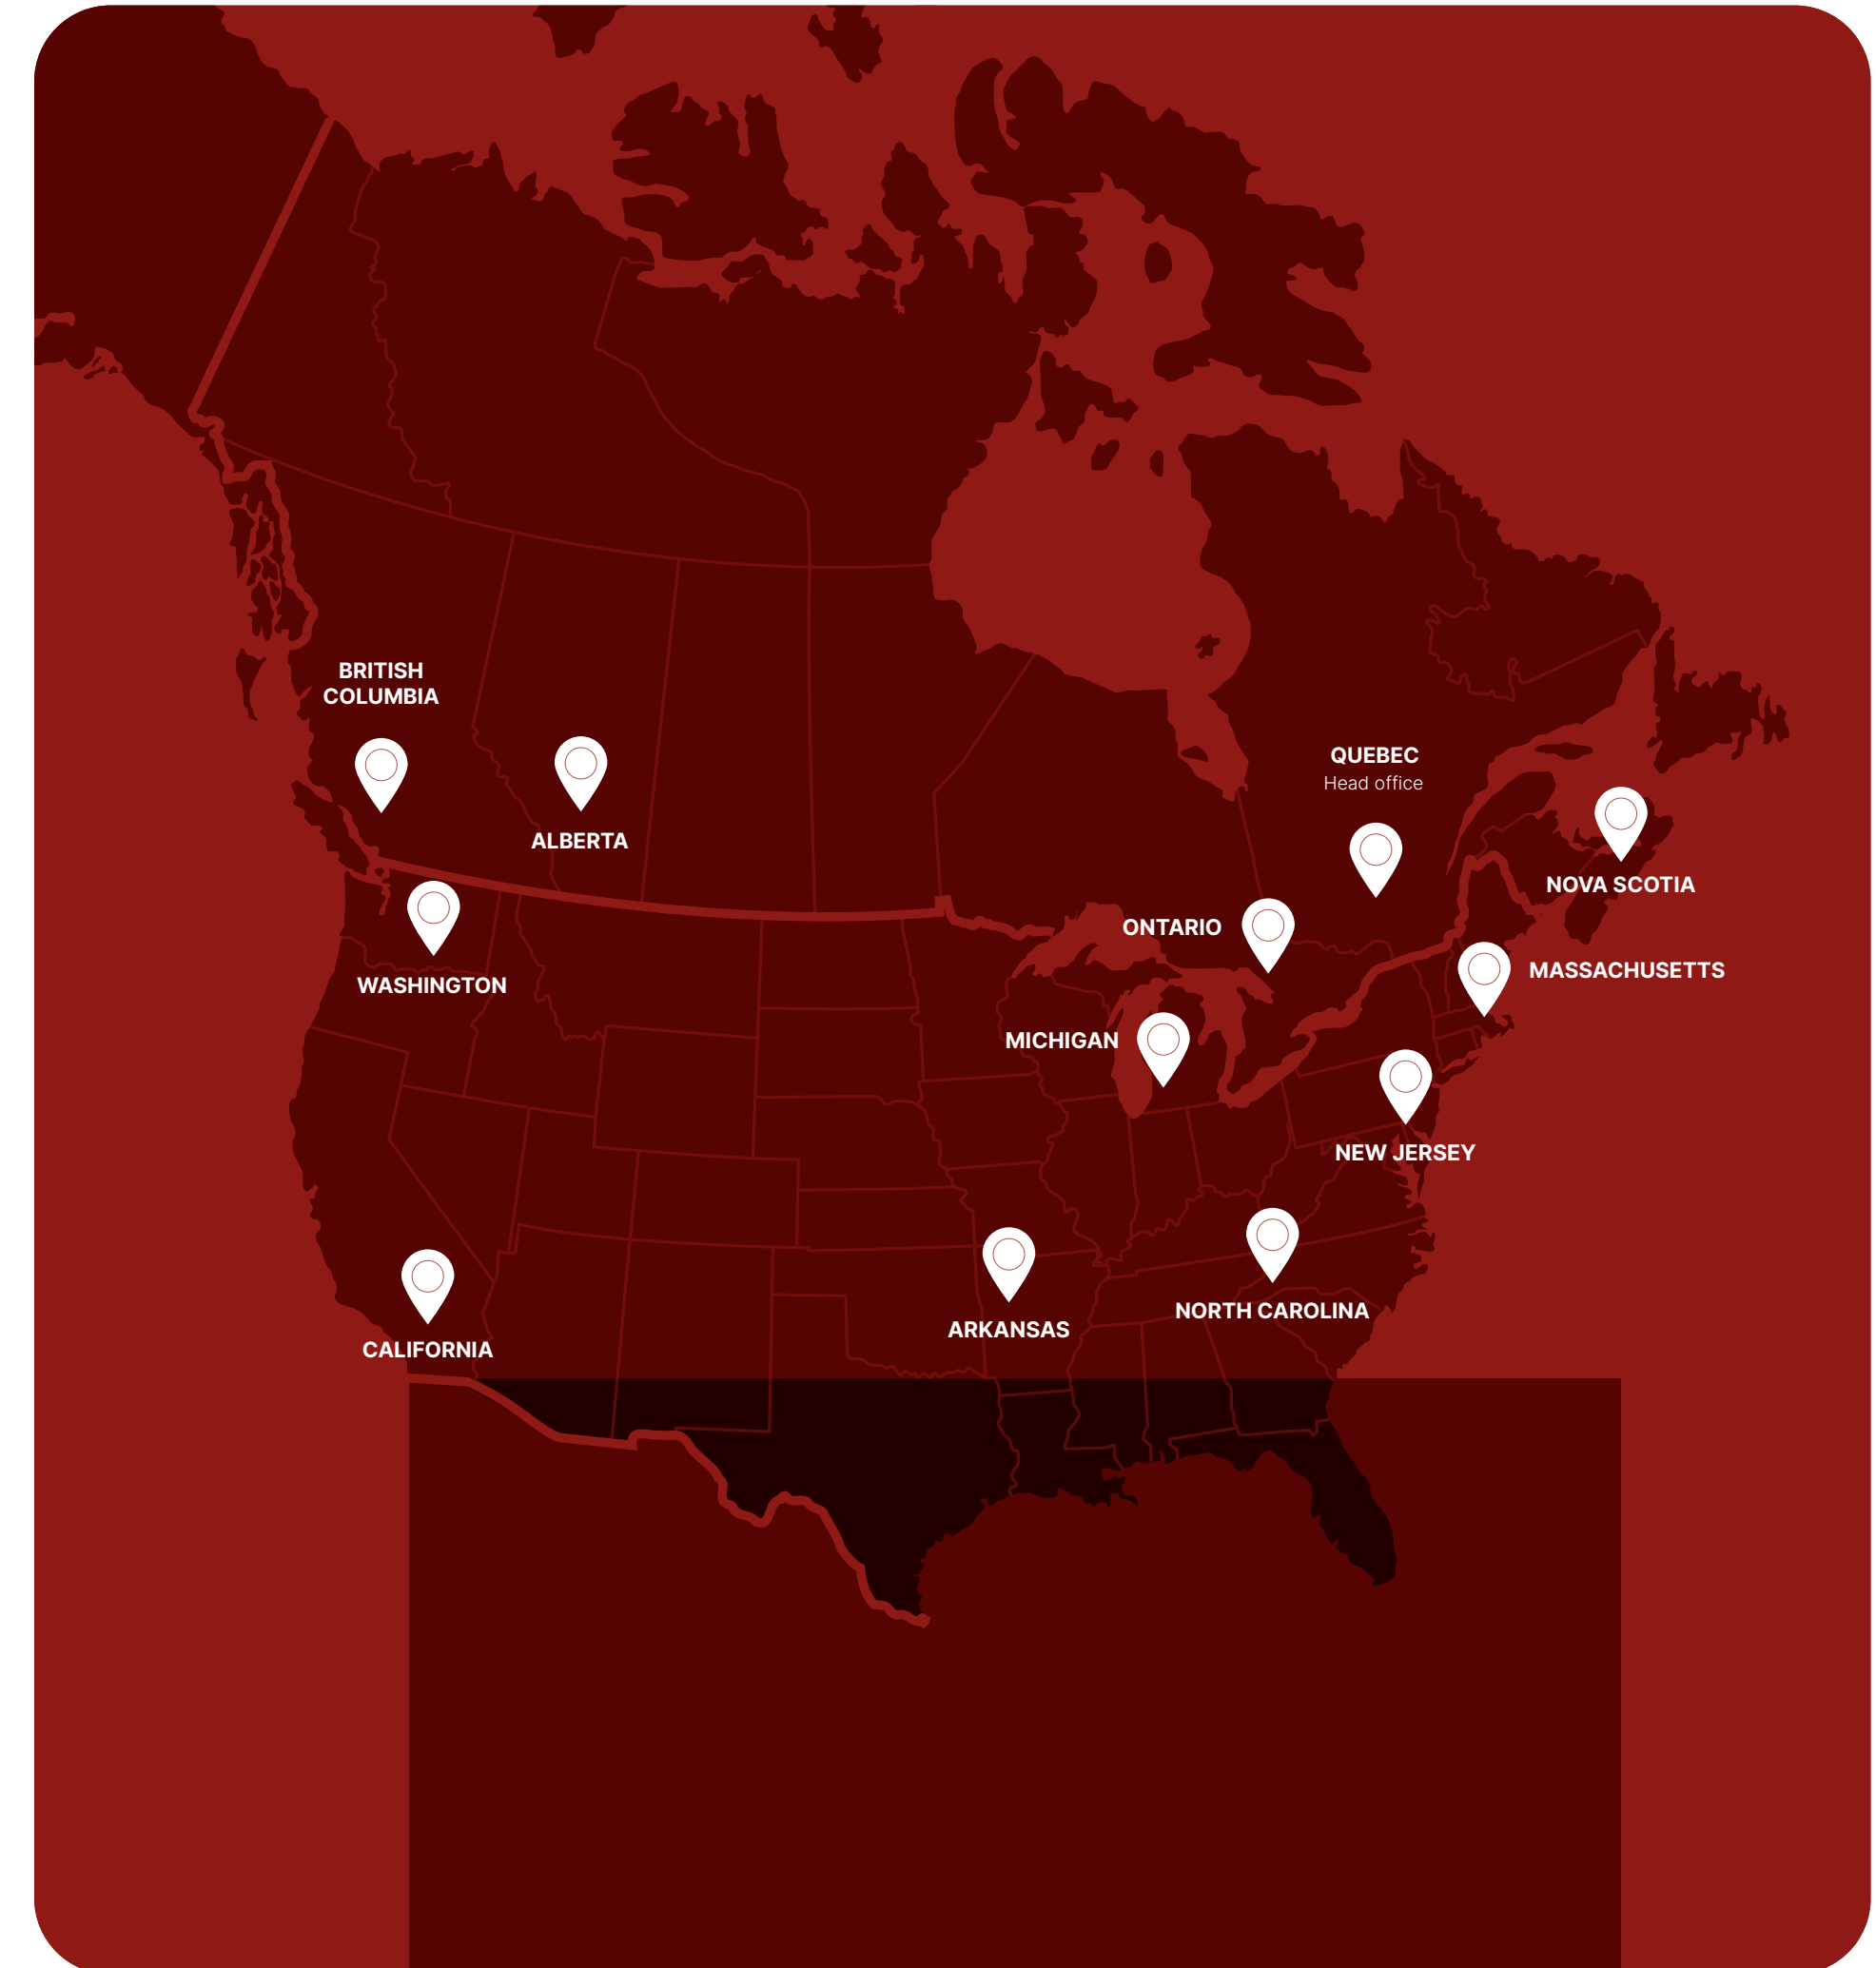 BRITISH
COLUMBIA
QUEBEC
Head office
ALBERTA
NOVA SCOTIA
ONTARIO
MASSACHUSETTS
WASHINGTON
MICHIGAN
NEW JERSEY
NORTH CAROLINA
ARKANSAS
CALIFORNIA